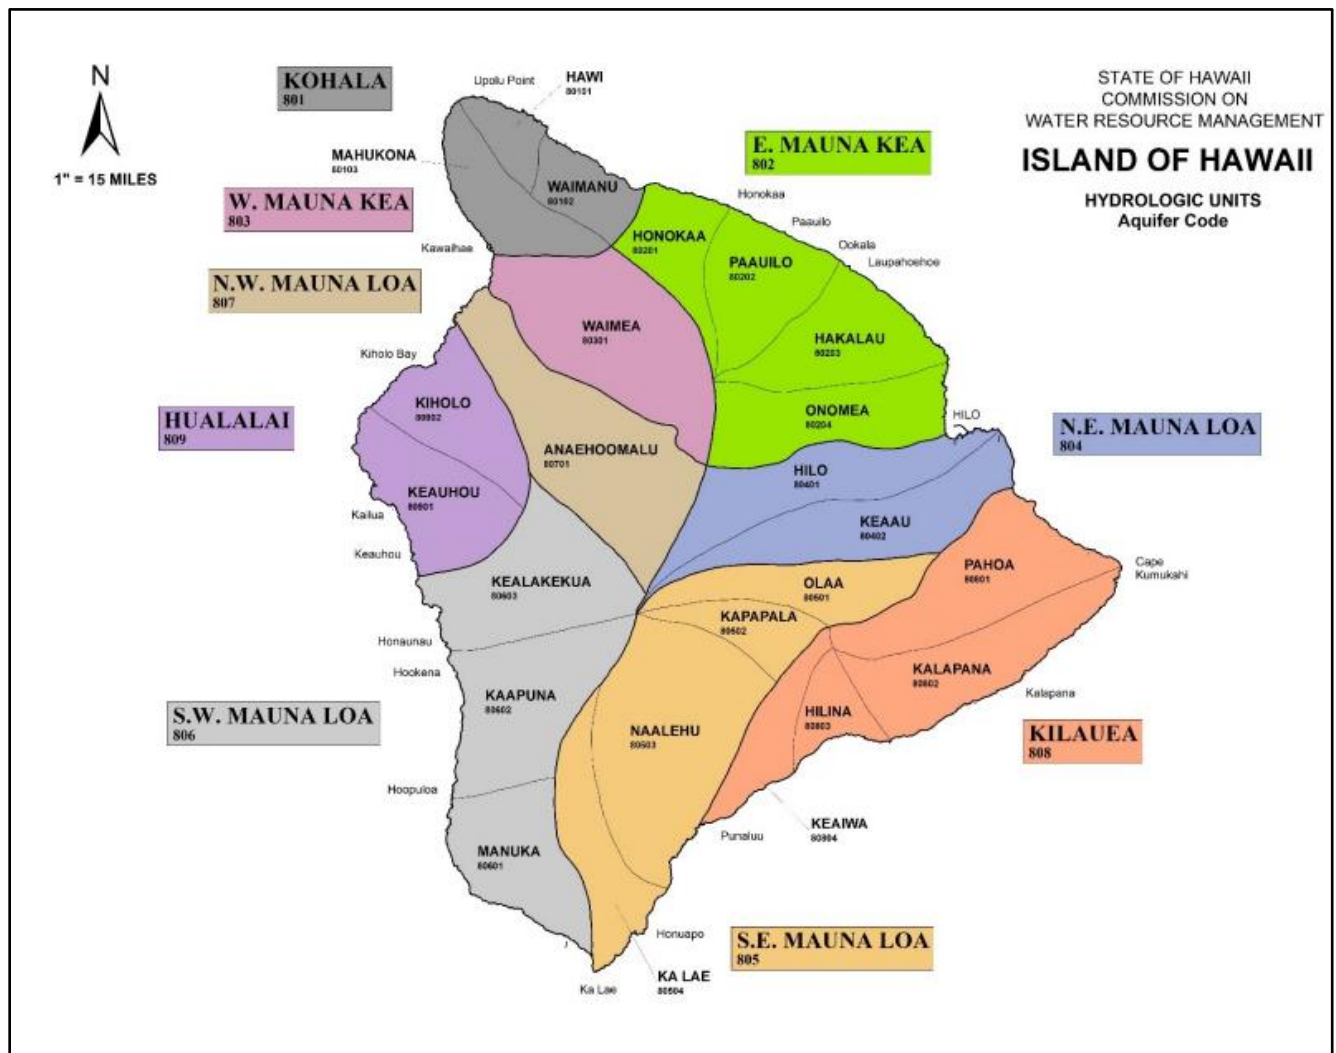 N
1" = 15 MILES
STATE OF HAWAII
COMMISSION ON
WATER RESOURCE MANAGEMENT
ISLAND OF HAWAII
HYDROLOGIC UNITS
Aquifer Code
KOHALA
801
Upolu Point
HAWI
80101
MAHUKONA
80103
WAIMANU
80102
E. MAUNA KEA
802
W. MAUNA KEA
803
Kawaihae
Honokaa
Paauilo
Ookala
Laupahoehoe
HONOKAA
80201
PAAUILO
80202
N.W. MAUNA LOA
807
WAIMEA
80301
HAKALAU
80203
Kiholo Bay
KIHOLO
80902
ONOMEA
80204
HUALALAI
809
HILO
N.E. MAUNA LOA
804
ANAEHOOMALU
80701
HILO
80401
KEAUHOU
80901
Kailua
KEAAU
80402
Keauhou
KEALAKEKUA
80603
OLAA
80501
PAHOA
80801
Cape
Kumukahi
KAPAPALA
80502
Honaunau
Hookena
KAAPUNA
80602
KALAPANA
80802
Kalapana
S.W. MAUNA LOA
806
NAALEHU
80503
HILINA
80803
KILAUEA
808
Hoopuloa
KEAIWA
80804
Punaluu
MANUKA
80601
Honuapo
S.E. MAUNA LOA
805
KA LAE
80504
Ka Lae